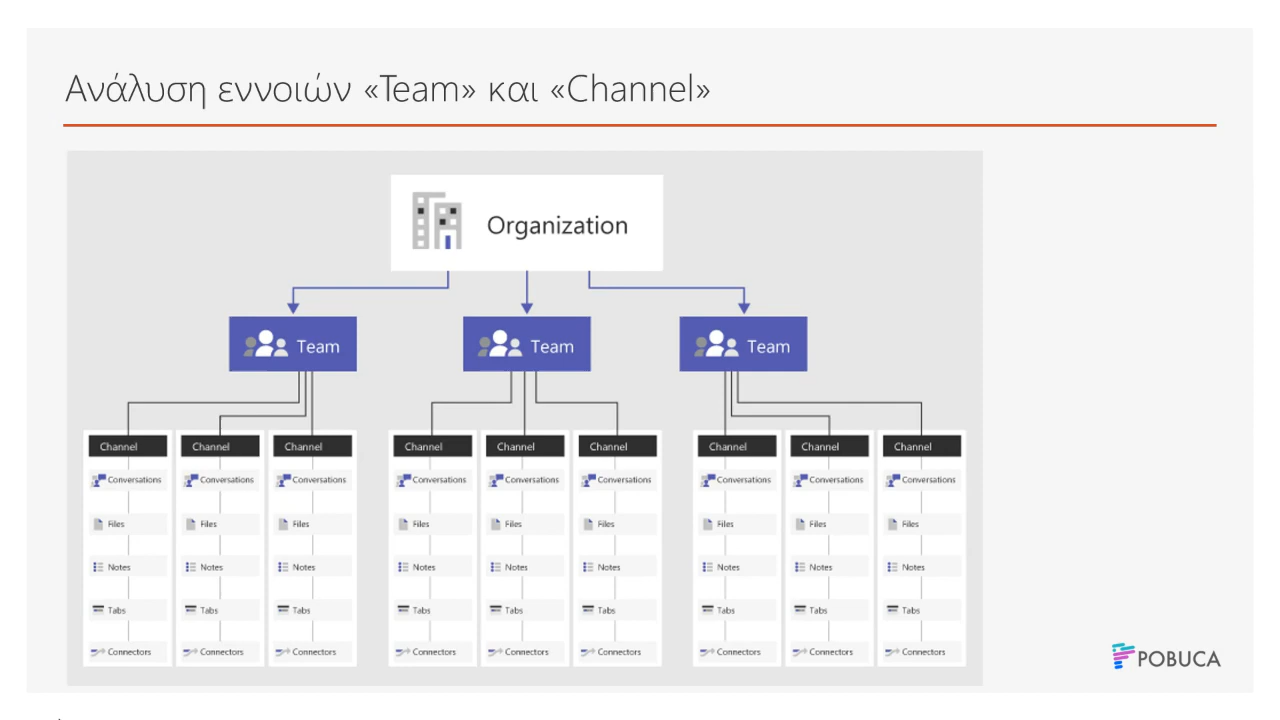 Ανάλυση εννοιών «Team» και «Channel»
Organization
Team Team Team
Channel Channel Channel Channel Channel Channel Channel Channel Channel
Conversations Conversations Conversations Conversations Conversations Conversations Conversations Conversations Conversations
Files Files Files Files Files Files Files Files Files
Notes Notes Notes Notes Notes Notes Notes Notes Notes
Tabs Tabs Tabs Tabs Tabs Tabs Tabs Tabs Tabs
Connectors Connectors Connectors Connectors Connectors Connectors Connectors Connectors Connectors
POBUCA